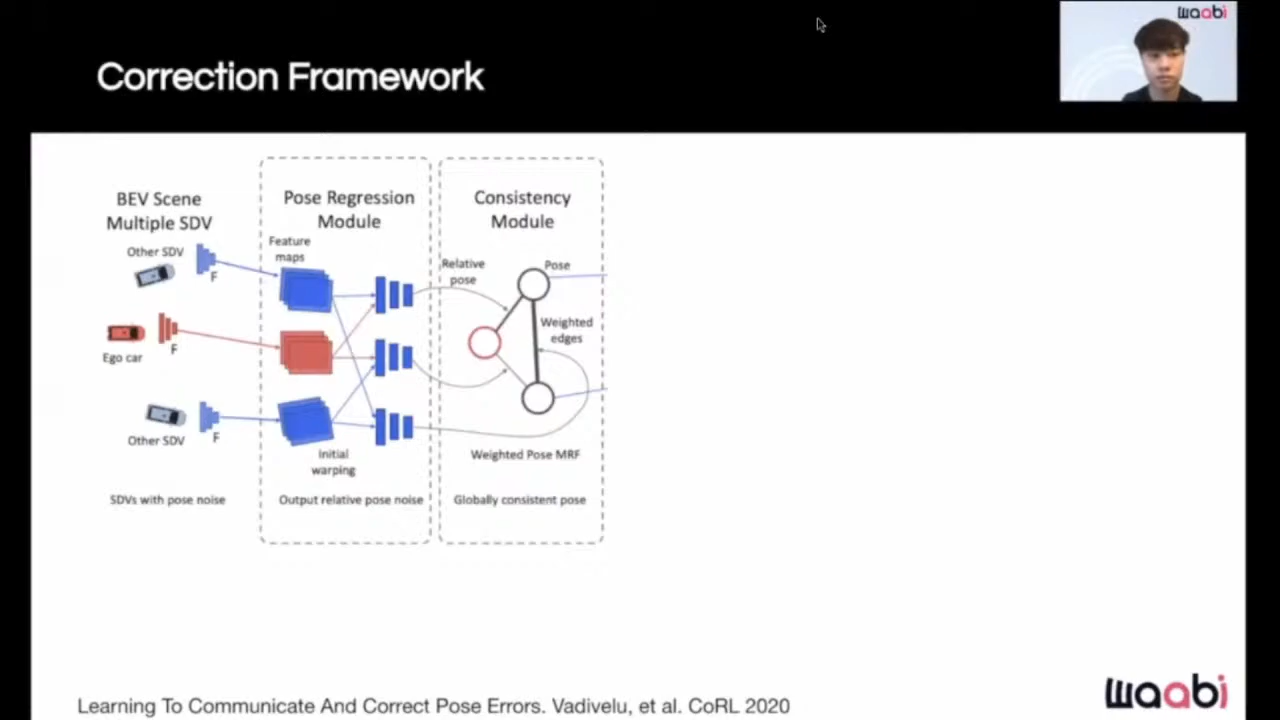 waabi
Correction Framework
BEV Scene
Multiple SDV
Pose Regression
Module
Consistency
Module
Other SDV
F
Feature
maps
Relative
pose
Pose
Weighted
edges
Ego car
F
Other SDV
F
Initial
warping
Weighted Pose MRF
SDVs with pose noise
Output relative pose noise
Globally consistent pose
Learning To Communicate And Correct Pose Errors. Vadivelu, et al. CoRL 2020
waabi